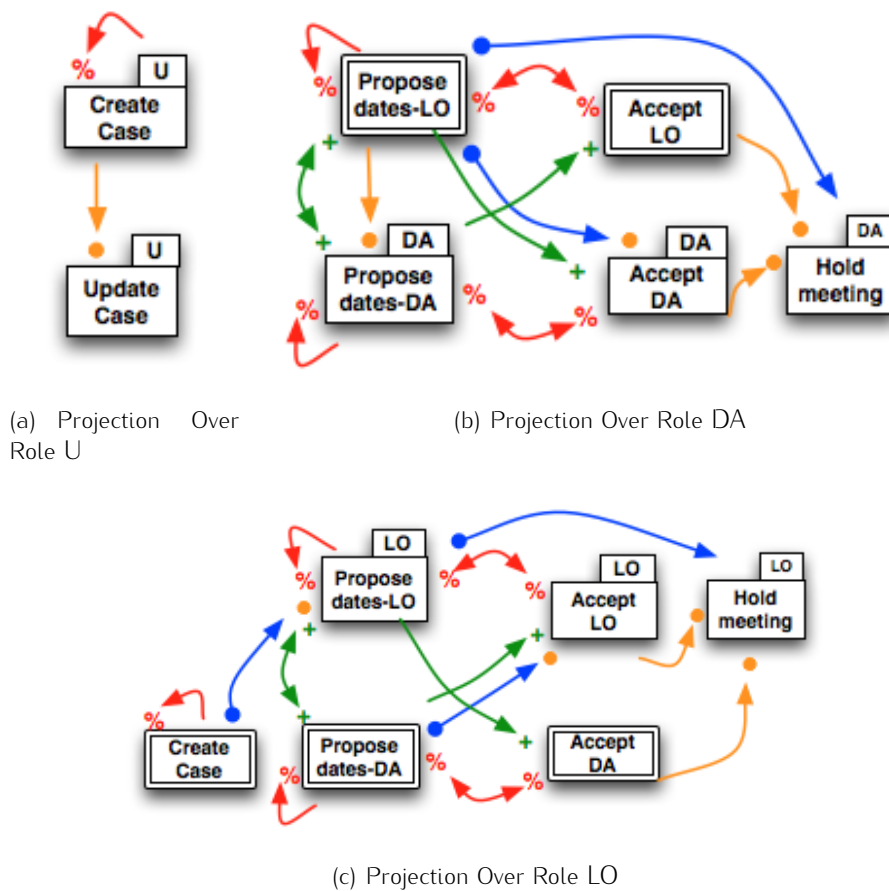 U
%
Create
Case
U
Update
Case
(a) Projection Over
Role U
Propose
dates-LO
%
%
%
Accept
LO
+
+
+
DA
Propose
dates-DA
%
%
+
DA
Accept
DA
%
DA
Hold
meeting
(b) Projection Over Role DA
LO
Propose
dates-LO
%
%
%
+
LO
Accept
LO
+
LO
Hold
meeting
%
Create
Case
+
Propose
dates-DA
%
%
+
Accept
DA
%
(c) Projection Over Role LO